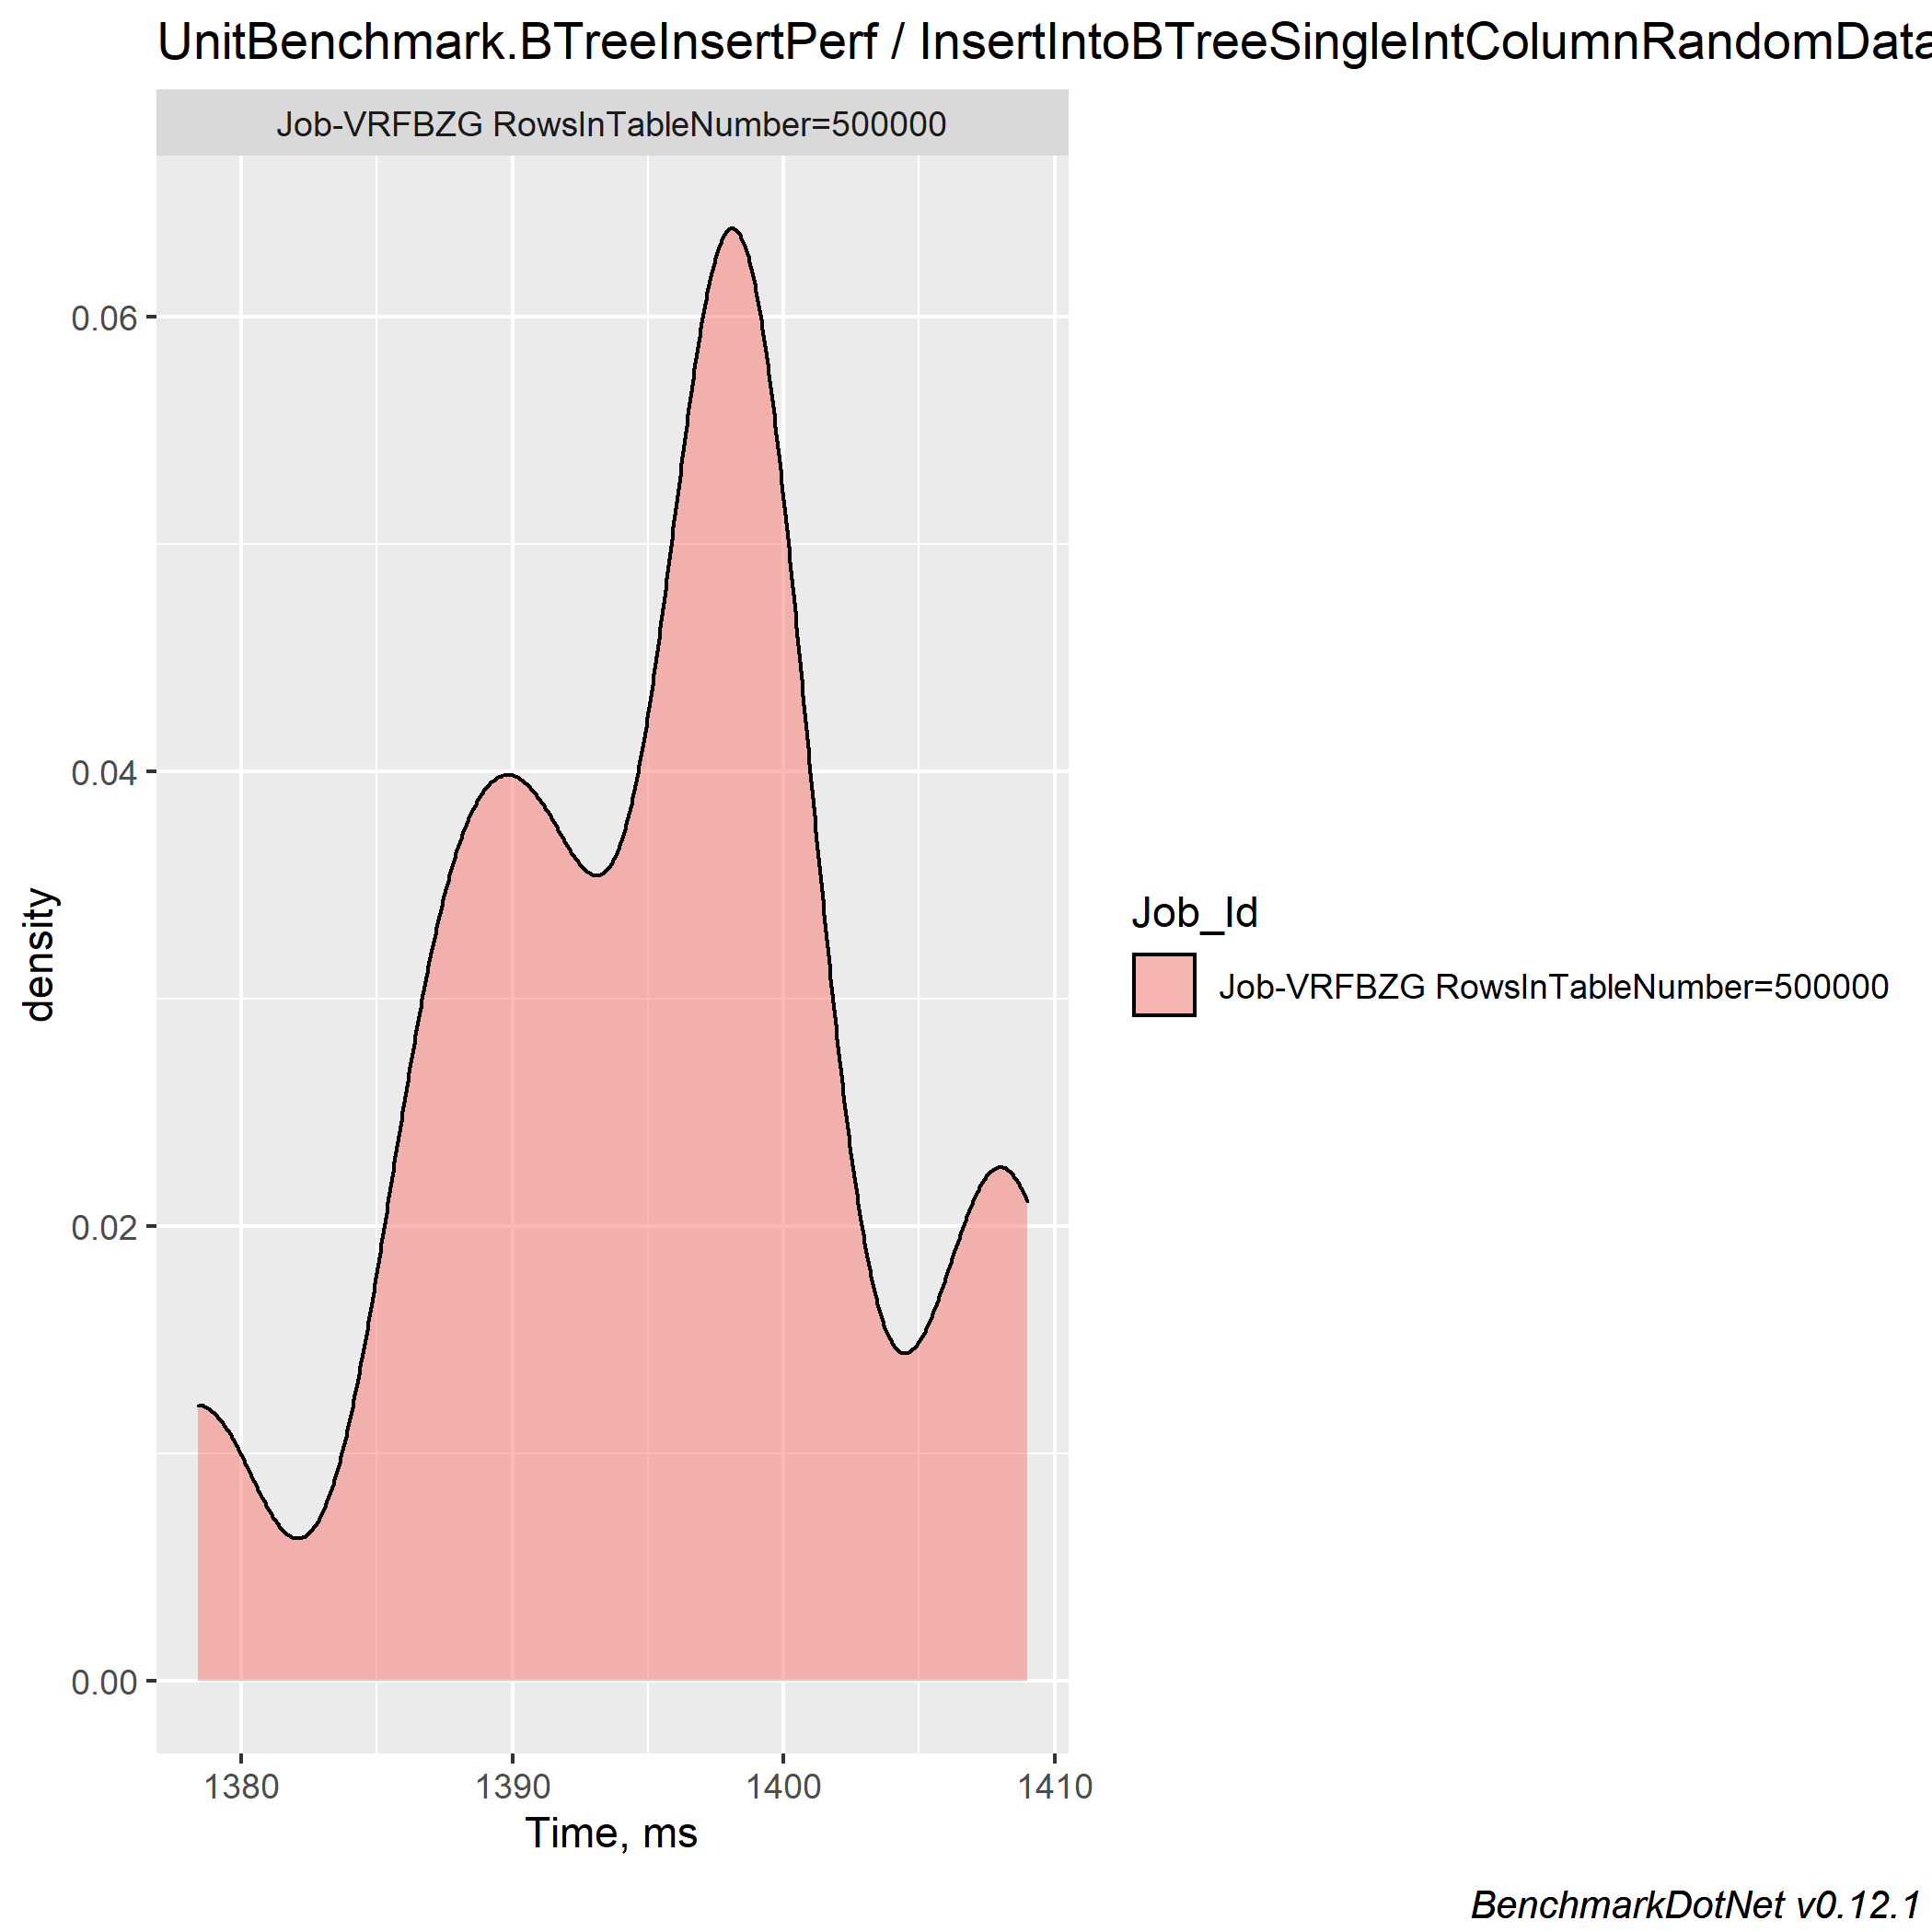 UnitBenchmark.BTreeInsertPerf / InsertIntoBTreeSingleIntColumnRandomData
Job-VRFBZG RowsInTableNumber=500000
0.06
0.04
0.02
0.00
density
1380 1390 1400 1410
Time, ms
Job_Id
Job-VRFBZG RowsInTableNumber=500000
BenchmarkDotNet v0.12.1